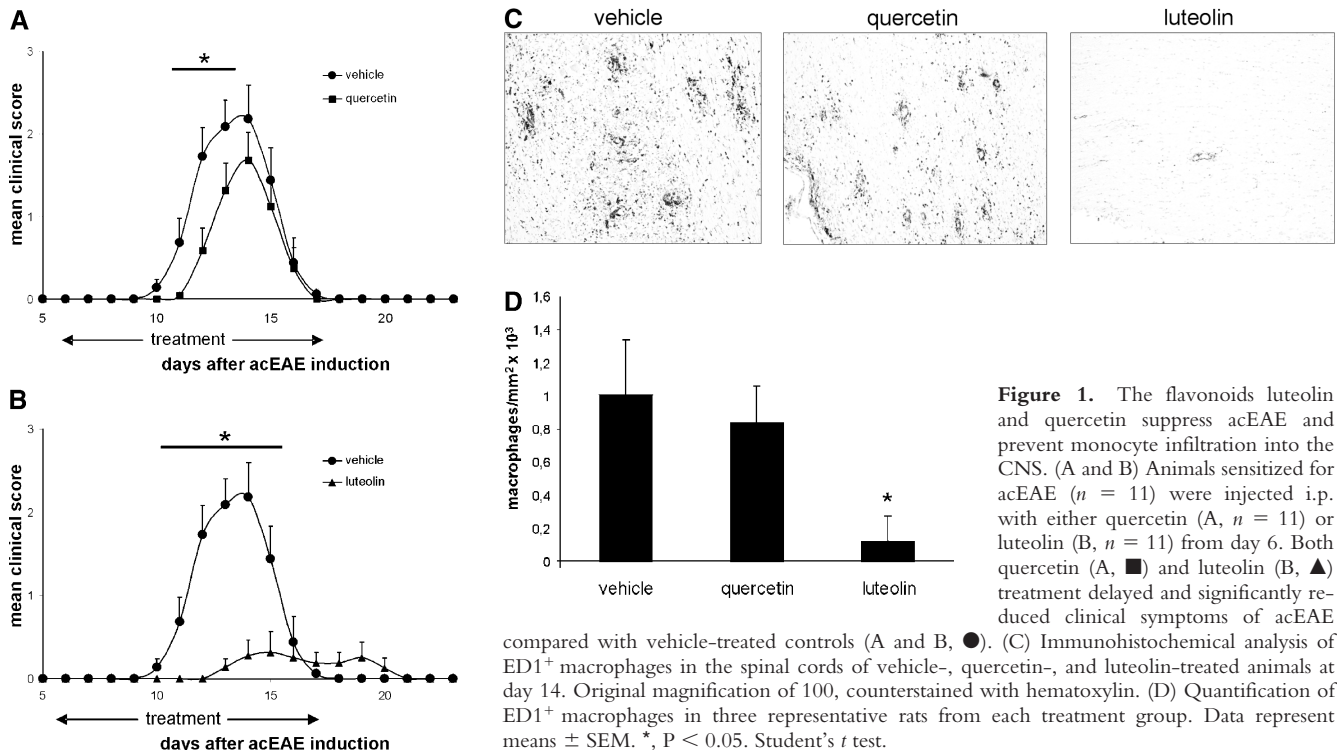 A
3
2
1
0
mean clinical score
*
vehicle
quercetin
5
10
15
20
treatment
days after acEAE induction
B
3
2
1
0
mean clinical score
*
vehicle
luteolin
5
10
15
20
treatment
days after acEAE induction
C
vehicle
quercetin
luteolin
D
1,6
1,4
1,2
1
0,8
0,6
0,4
0,2
0
macrophages/mm² x 10³
*
vehicle
quercetin
luteolin
Figure 1. The flavonoids luteolin
and quercetin suppress acEAE and
prevent monocyte infiltration into the
CNS. (A and B) Animals sensitized for
acEAE (n = 11) were injected i.p.
with either quercetin (A, n = 11) or
luteolin (B, n = 11) from day 6. Both
quercetin (A, ■) and luteolin (B, ▲)
treatment delayed and significantly re-
duced clinical symptoms of acEAE
compared with vehicle-treated controls (A and B, ●). (C) Immunohistochemical analysis of
ED1⁺ macrophages in the spinal cords of vehicle-, quercetin-, and luteolin-treated animals at
day 14. Original magnification of 100, counterstained with hematoxylin. (D) Quantification of
ED1⁺ macrophages in three representative rats from each treatment group. Data represent
means ± SEM. *, P < 0.05. Student's t test.